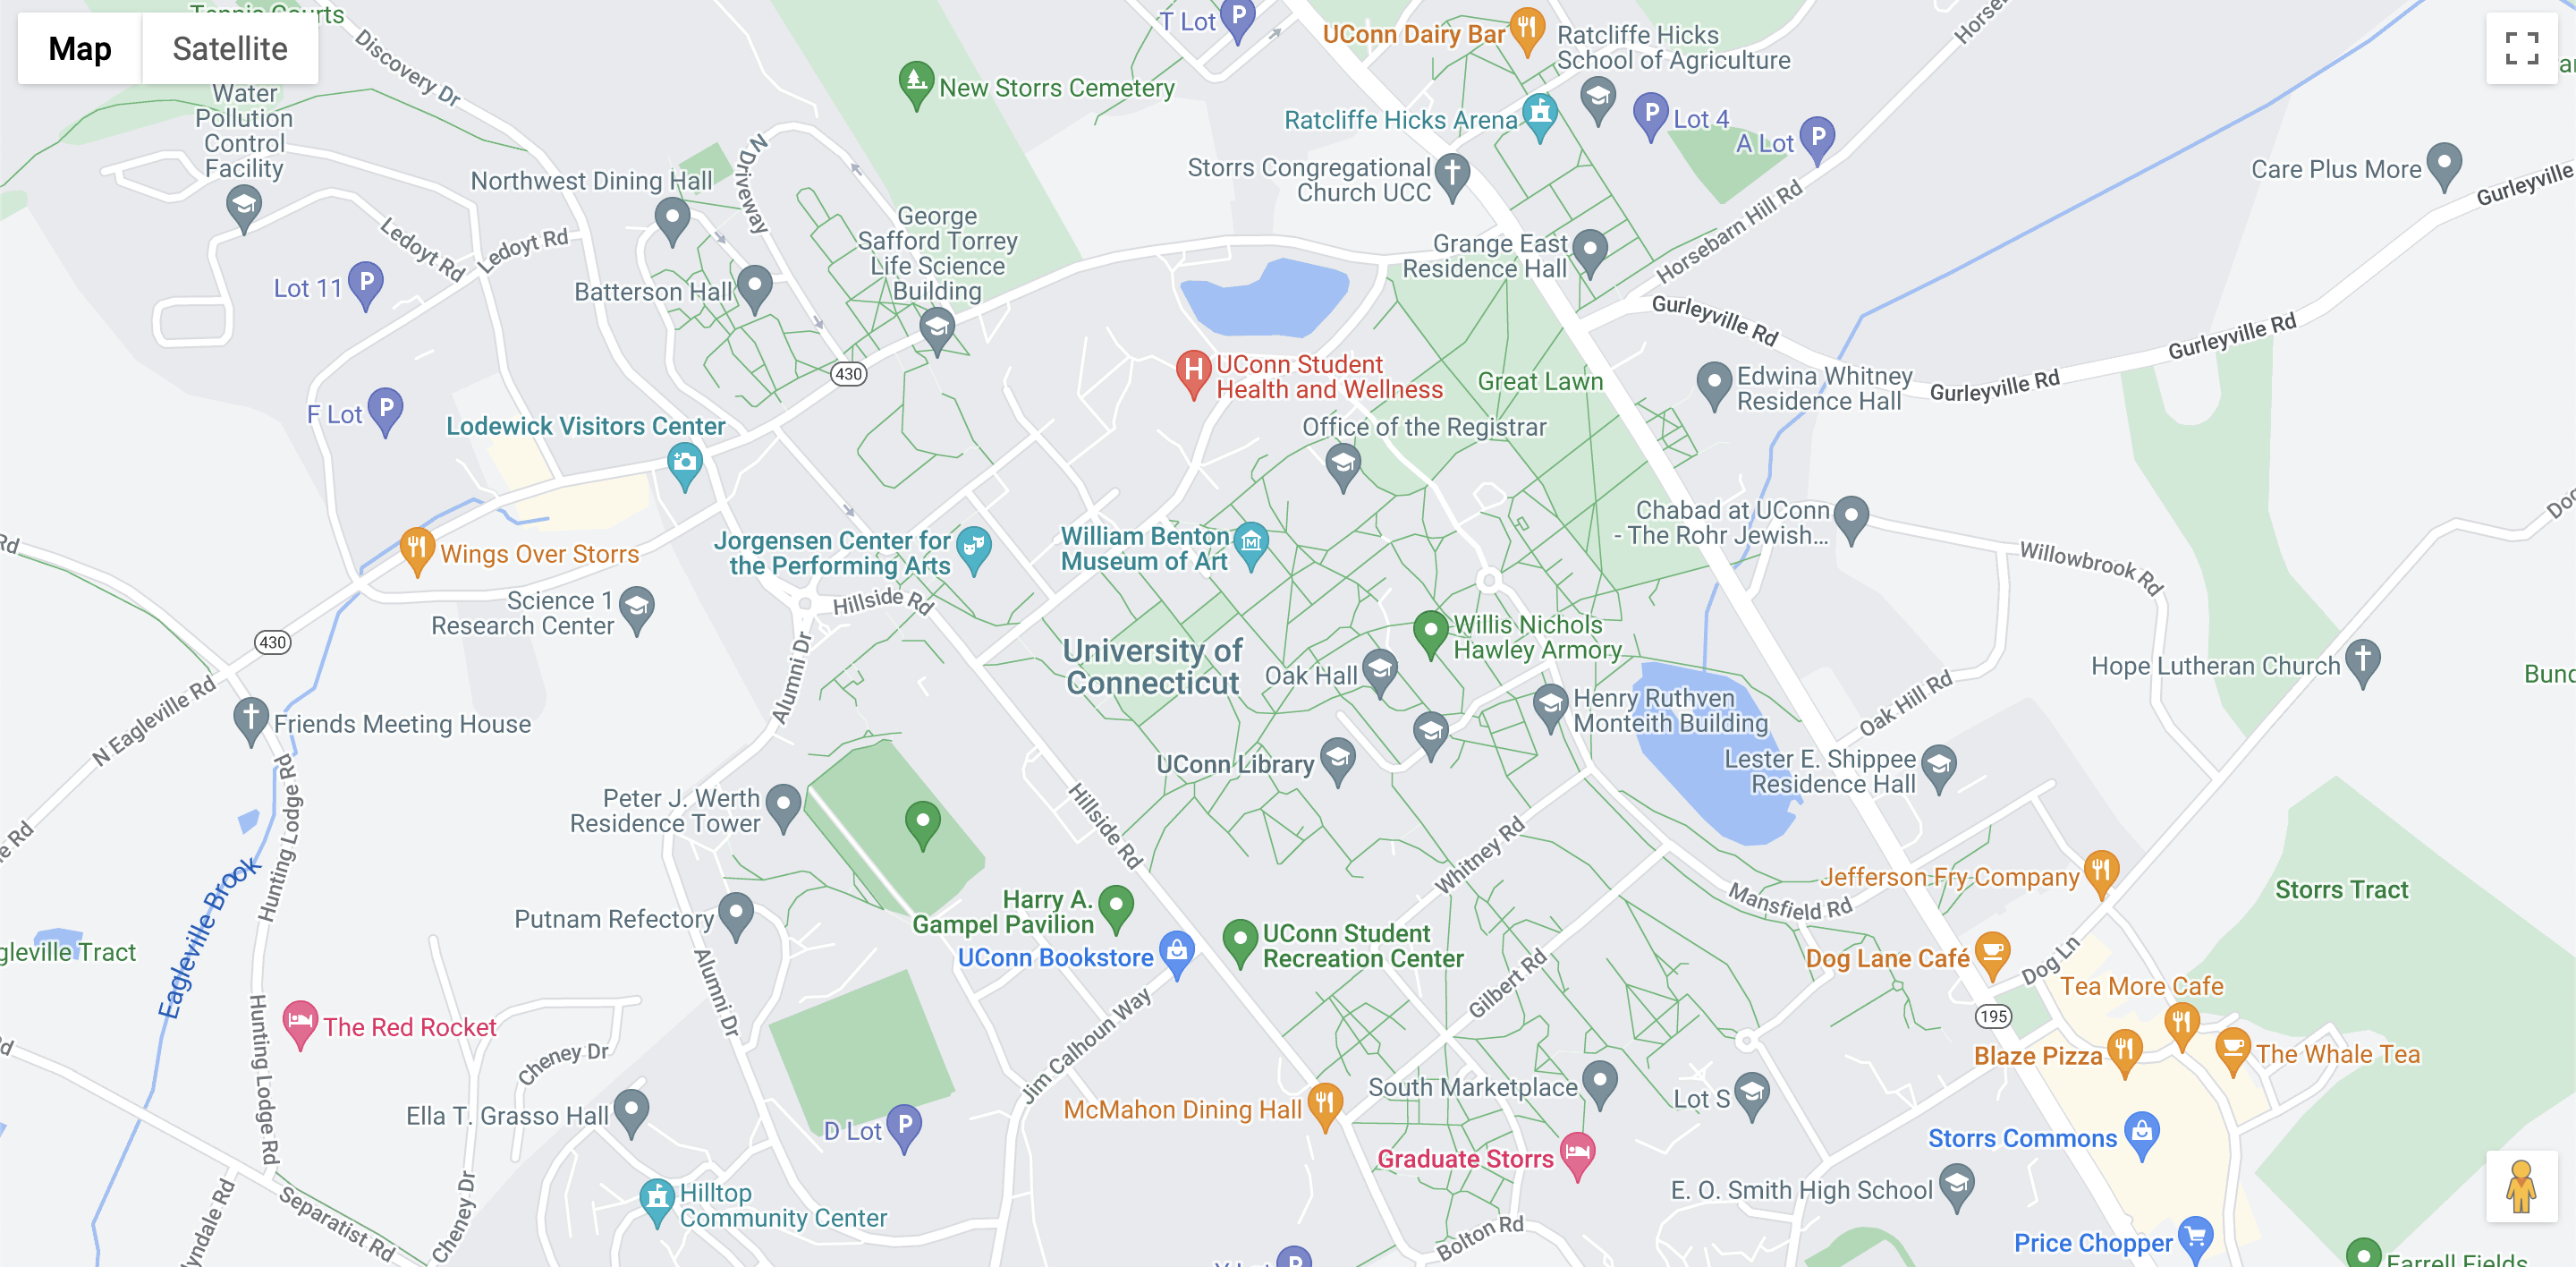 Tennis Courts
Map
Satellite
Discovery Dr
T Lot
P
UConn Dairy Bar
Ratcliffe Hicks
School of Agriculture
New Storrs Cemetery
Water
Pollution
Control
Facility
Ratcliffe Hicks Arena
P
Lot 4
A Lot
P
N Driveway
Northwest Dining Hall
Storrs Congregational
Church UCC
Care Plus More
Gurleyville
Horsebarn Hill Rd
George
Safford Torrey
Life Science
Building
Ledoyt Rd
Ledoyt Rd
Grange East
Residence Hall
Lot 11
P
Batterson Hall
Gurleyville Rd
Gurleyville Rd
Gurleyville Rd
430
H
UConn Student
Health and Wellness
Great Lawn
Edwina Whitney
Residence Hall
F Lot
P
Lodewick Visitors Center
Office of the Registrar
Chabad at UConn
- The Rohr Jewish...
Wings Over Storrs
Jorgensen Center for
the Performing Arts
William Benton
Museum of Art
M
Rd
Willowbrook Rd
Science 1
Research Center
Hillside Rd
Willis Nichols
Hawley Armory
430
University of
Connecticut
Oak Hall
Hope Lutheran Church
Alumni Dr
N Eagleville Rd
Friends Meeting House
Henry Ruthven
Monteith Building
Oak Hill Rd
UConn Library
Lester E. Shippee
Residence Hall
Peter J. Werth
Residence Tower
Hunting Lodge Rd
Hillside Rd
Whitney Rd
Eagleville Brook
Jefferson Fry Company
Storrs Tract
Mansfield Rd
Putnam Refectory
Harry A.
Gampel Pavilion
UConn Bookstore
UConn Student
Recreation Center
gleville Tract
Dog Lane Café
Dog Ln
Alumni Dr
Gilbert Rd
Tea More Cafe
The Red Rocket
Hunting Lodge Rd
195
Jim Calhoun Way
Cheney Dr
Blaze Pizza
The Whale Tea
South Marketplace
Lot S
Ella T. Grasso Hall
McMahon Dining Hall
D Lot
P
Storrs Commons
Graduate Storrs
Hilltop
Community Center
E. O. Smith High School
Separatist Rd
Cheney Dr
Bolton Rd
Price Chopper
Farrell Fields
P